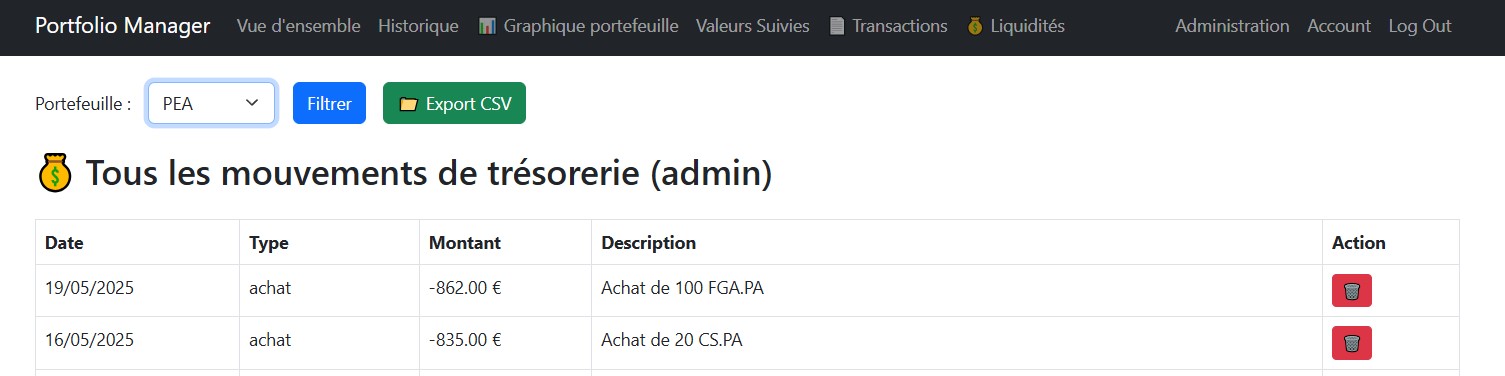 Portfolio Manager Vue d'ensemble Historique 📊 Graphique portefeuille Valeurs Suivies 📄 Transactions 💰 Liquidités Administration Account Log Out
Portefeuille : PEA Filtrer 📁 Export CSV
💰 Tous les mouvements de trésorerie (admin)
Date Type Montant Description Action
19/05/2025 achat -862.00 € Achat de 100 FGA.PA
16/05/2025 achat -835.00 € Achat de 20 CS.PA